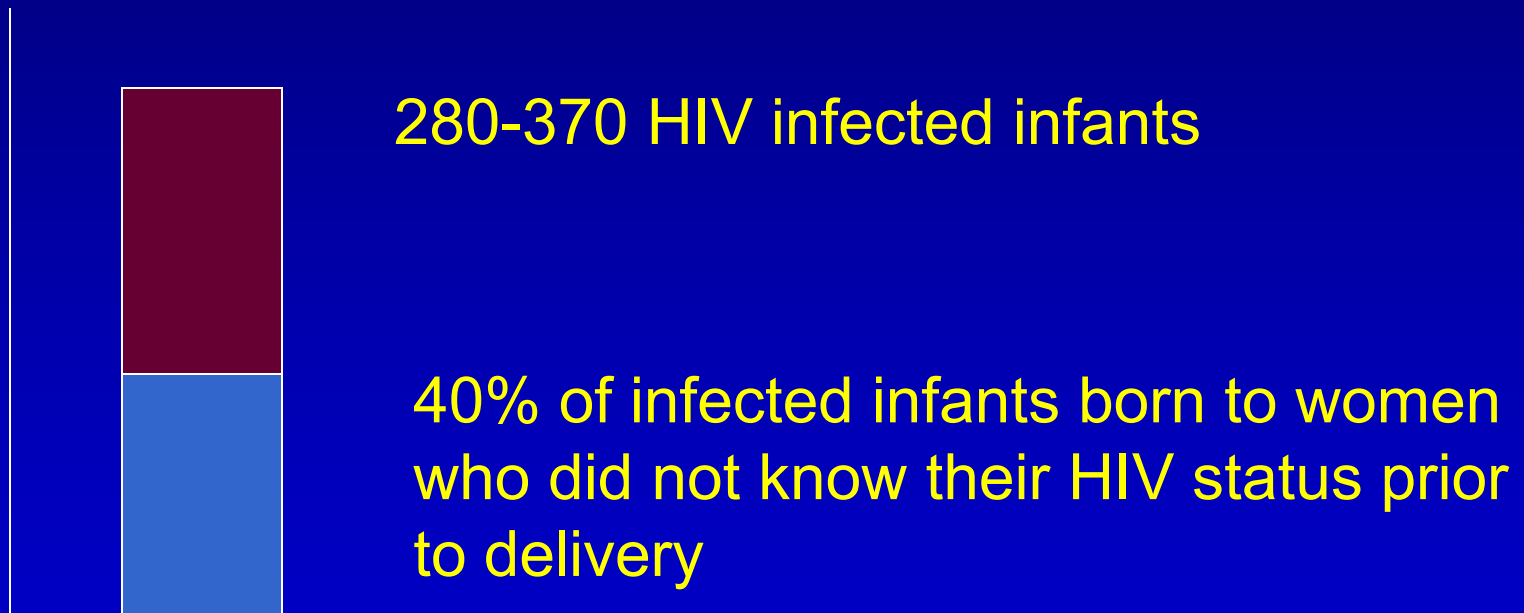 280-370 HIV infected infants
40% of infected infants born to women
who did not know their HIV status prior
to delivery